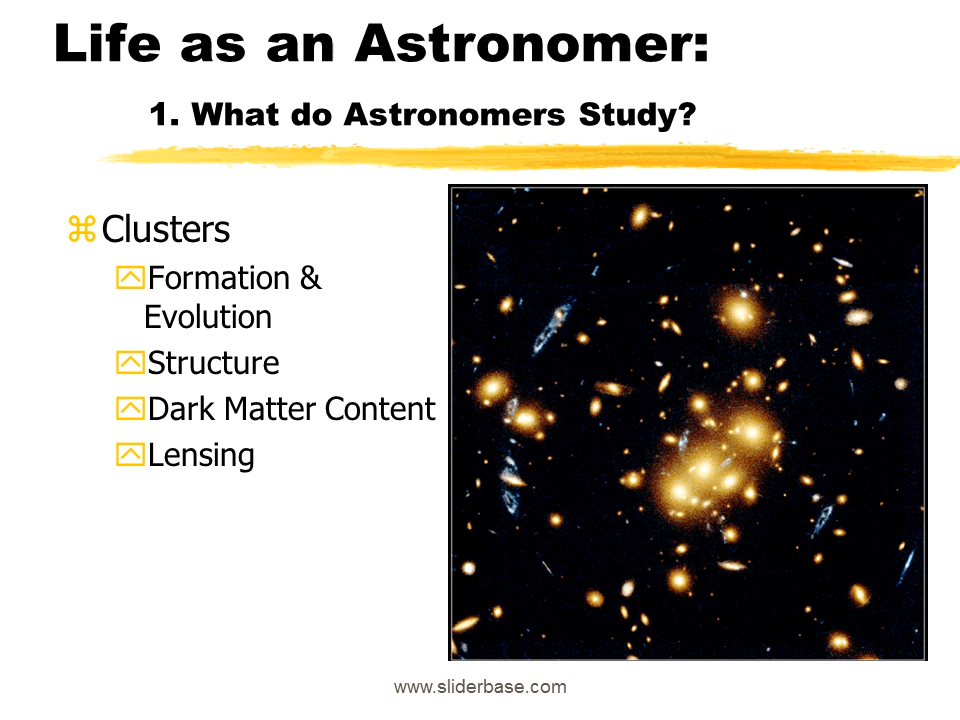 Life as an Astronomer:
1. What do Astronomers Study?
Clusters
Formation &
Evolution
Structure
Dark Matter Content
Lensing
www.sliderbase.com